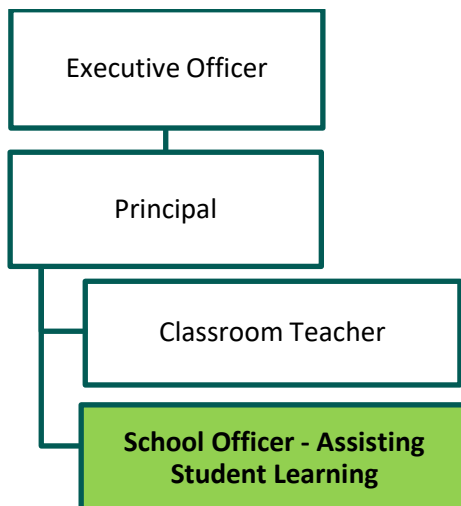 Executive Officer
Principal
Classroom Teacher
School Officer - Assisting
Student Learning